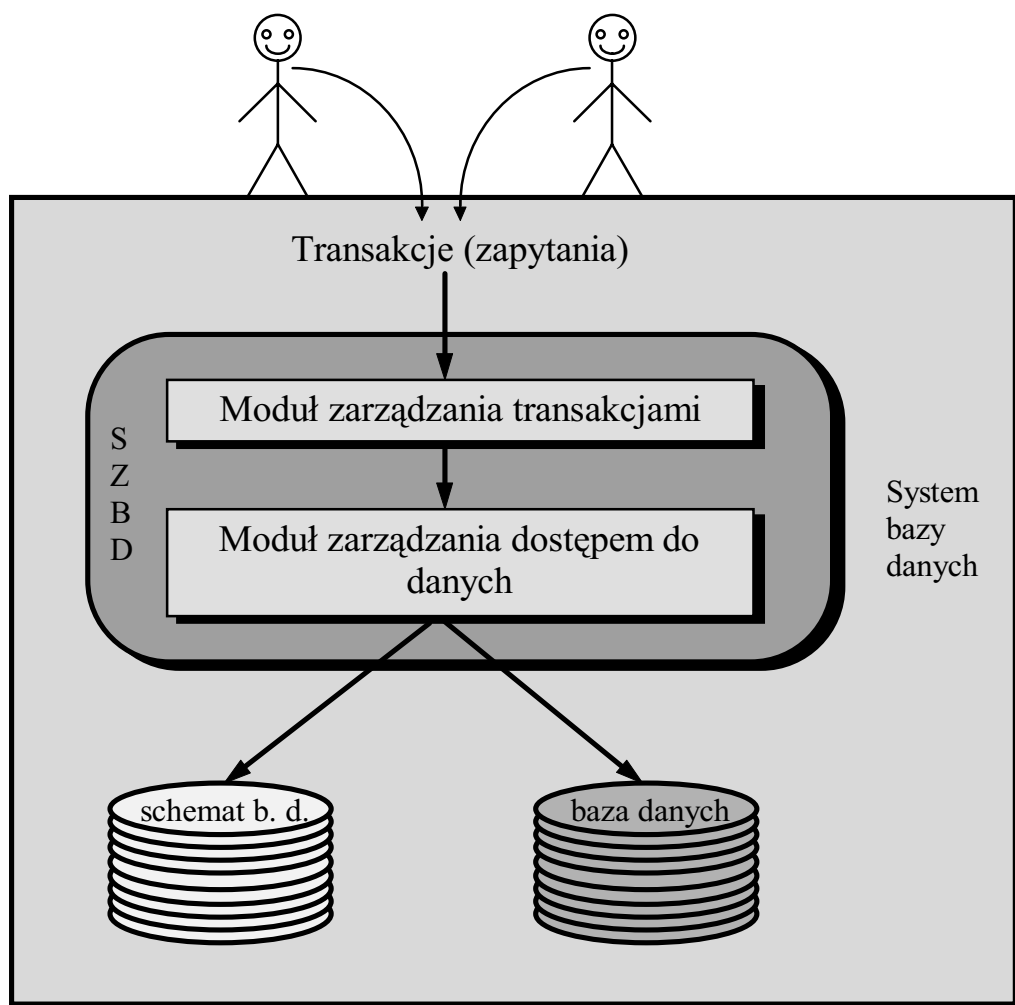 Transakcje (zapytania)
Moduł zarządzania transakcjami
S
Z
B
D
Moduł zarządzania dostępem do
danych
System
bazy
danych
schemat b. d.
baza danych